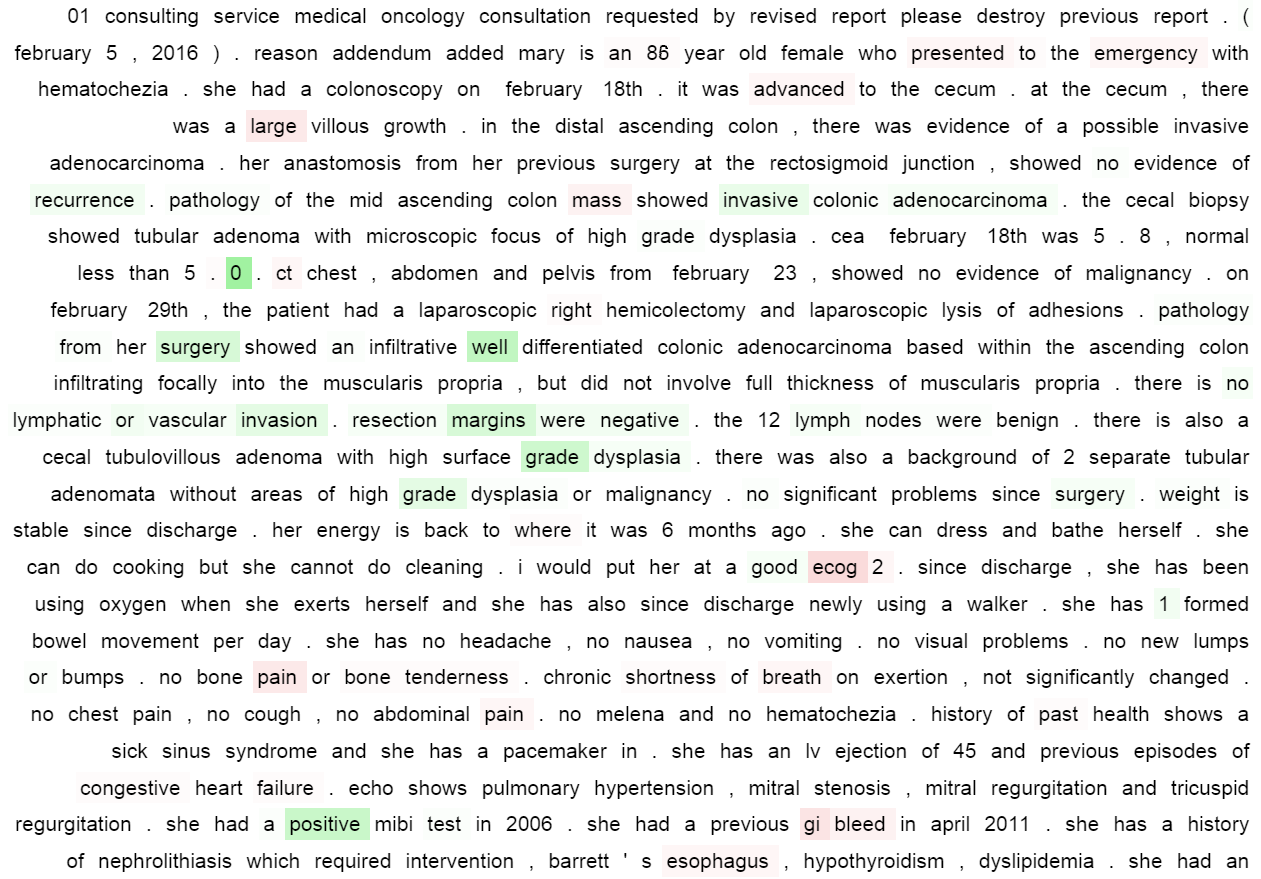 01 consulting service medical oncology consultation requested by revised report please destroy previous report . (
february 5 , 2016 ) . reason addendum added mary is an 86 year old female who presented to the emergency with
hematochezia . she had a colonoscopy on february 18th . it was advanced to the cecum . at the cecum , there
was a large villous growth . in the distal ascending colon , there was evidence of a possible invasive
adenocarcinoma . her anastomosis from her previous surgery at the rectosigmoid junction , showed no evidence of
recurrence . pathology of the mid ascending colon mass showed invasive colonic adenocarcinoma . the cecal biopsy
showed tubular adenoma with microscopic focus of high grade dysplasia . cea february 18th was 5 . 8 , normal
less than 5 . 0 . ct chest , abdomen and pelvis from february 23 , showed no evidence of malignancy . on
february 29th , the patient had a laparoscopic right hemicolectomy and laparoscopic lysis of adhesions . pathology
from her surgery showed an infiltrative well differentiated colonic adenocarcinoma based within the ascending colon
infiltrating focally into the muscularis propria , but did not involve full thickness of muscularis propria . there is no
lymphatic or vascular invasion . resection margins were negative . the 12 lymph nodes were benign . there is also a
cecal tubulovillous adenoma with high surface grade dysplasia . there was also a background of 2 separate tubular
adenomata without areas of high grade dysplasia or malignancy . no significant problems since surgery . weight is
stable since discharge . her energy is back to where it was 6 months ago . she can dress and bathe herself . she
can do cooking but she cannot do cleaning . i would put her at a good ecog 2 . since discharge , she has been
using oxygen when she exerts herself and she has also since discharge newly using a walker . she has 1 formed
bowel movement per day . she has no headache , no nausea , no vomiting . no visual problems . no new lumps
or bumps . no bone pain or bone tenderness . chronic shortness of breath on exertion , not significantly changed .
no chest pain , no cough , no abdominal pain . no melena and no hematochezia . history of past health shows a
sick sinus syndrome and she has a pacemaker in . she has an lv ejection of 45 and previous episodes of
congestive heart failure . echo shows pulmonary hypertension , mitral stenosis , mitral regurgitation and tricuspid
regurgitation . she had a positive mibi test in 2006 . she had a previous gi bleed in april 2011 . she has a history
of nephrolithiasis which required intervention , barrett ' s esophagus , hypothyroidism , dyslipidemia . she had an